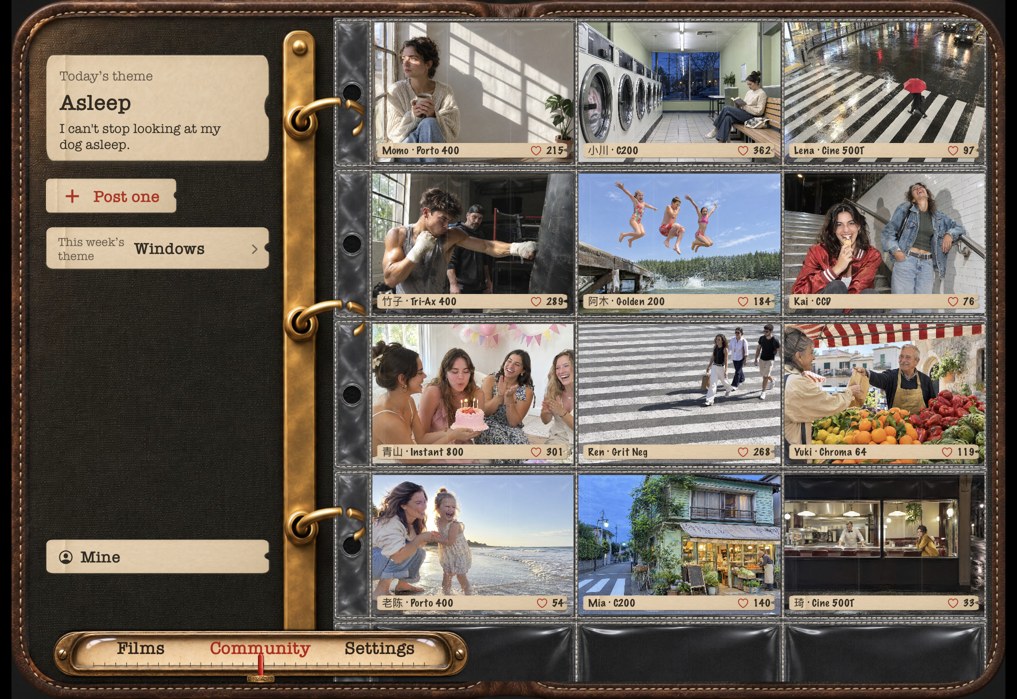 Today's theme
Asleep
I can't stop looking at my
dog asleep.
+ Post one
This week's
theme
Windows
Mine
Films
Community
Settings
Momo · Porto 400 215
小川 · C200 362
Lena · Cine 500T 97
竹子 · Tri-Ax 400 289
阿木 · Golden 200 184
Kai · CCD 76
青山 · Instant 800 301
Ren · Grit Neg 268
Yuki · Chroma 64 119
老陈 · Porto 400 54
Mia · C200 140
琦 · Cine 500T 33